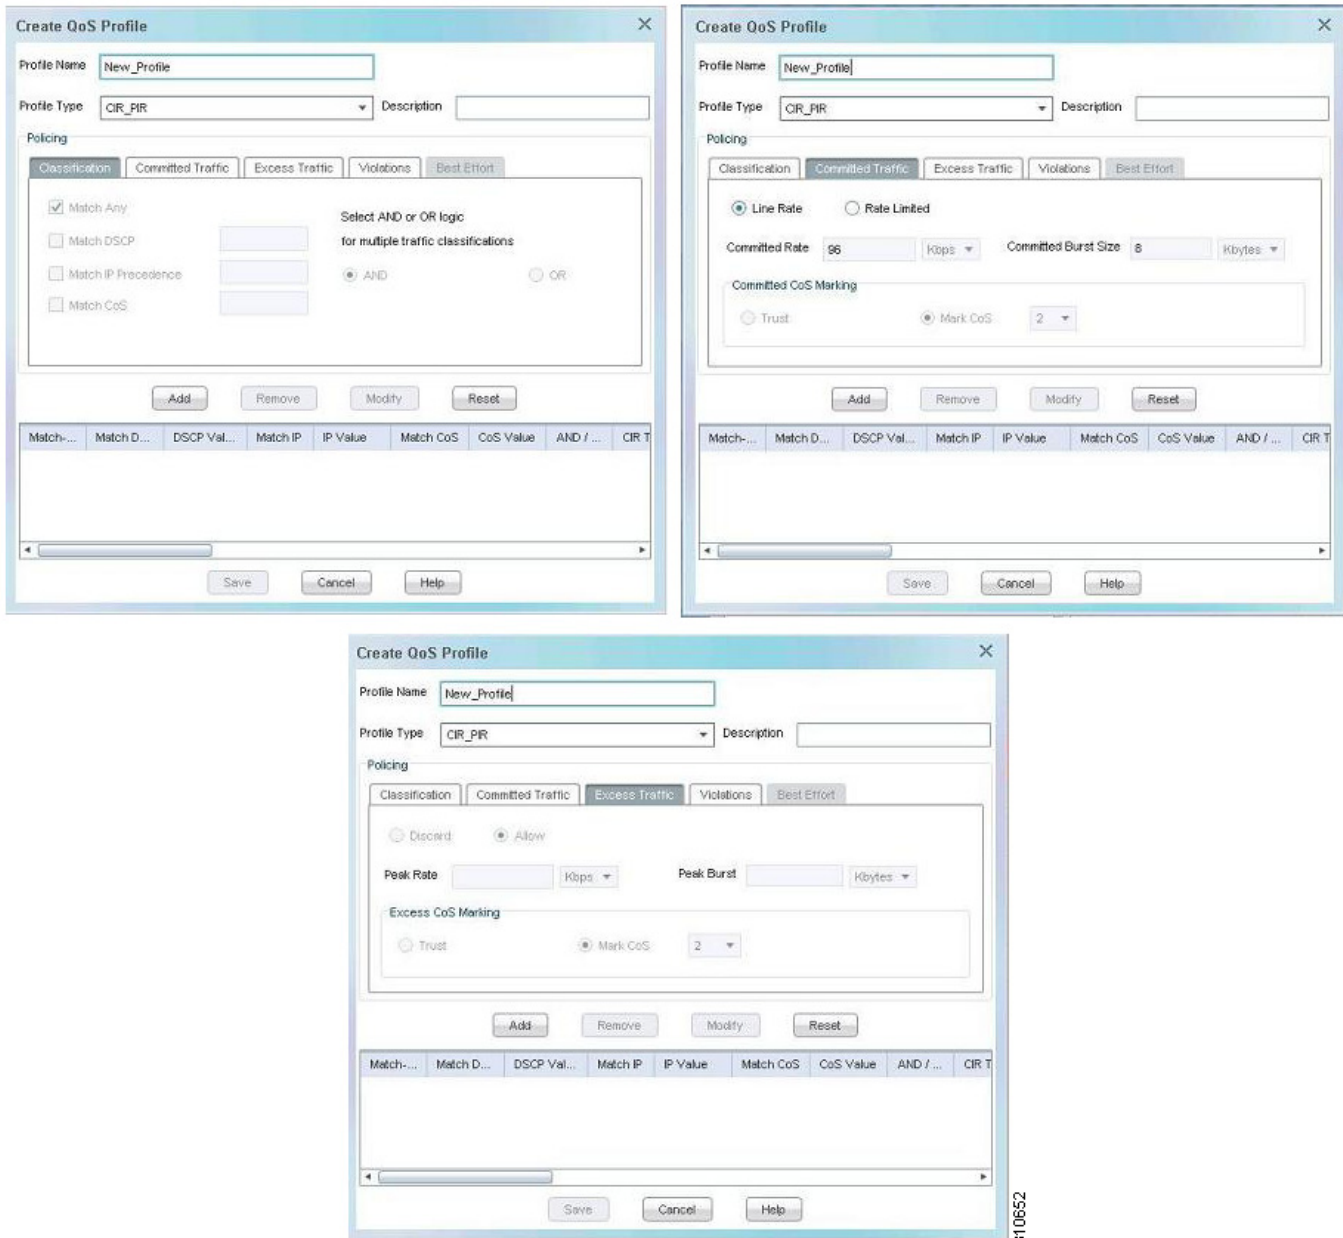 Create QoS Profile
Profile Name New_Profile
Profile Type CIR_PIR Description
Policing
Classification Committed Traffic Excess Traffic Violations Best Effort
Match Any
Select AND or OR logic
Match DSCP for multiple traffic classifications
Match IP Precedence AND OR
Match CoS
Add Remove Modify Reset
Match-... Match D... DSCP Val... Match IP IP Value Match CoS CoS Value AND / ... CIR T
Save Cancel Help
Create QoS Profile
Profile Name New_Profile
Profile Type CIR_PIR Description
Policing
Classification Committed Traffic Excess Traffic Violations Best Effort
Line Rate Rate Limited
Committed Rate 96 Kbps Committed Burst Size 8 Kbytes
Committed CoS Marking
Trust Mark CoS 2
Add Remove Modify Reset
Match-... Match D... DSCP Val... Match IP IP Value Match CoS CoS Value AND / ... CIR T
Save Cancel Help
Create QoS Profile
Profile Name New_Profile
Profile Type CIR_PIR Description
Policing
Classification Committed Traffic Excess Traffic Violations Best Effort
Discard Allow
Peak Rate Kbps Peak Burst Kbytes
Excess CoS Marking
Trust Mark CoS 2
Add Remove Modify Reset
Match-... Match D... DSCP Val... Match IP IP Value Match CoS CoS Value AND / ... CIR T
Save Cancel Help